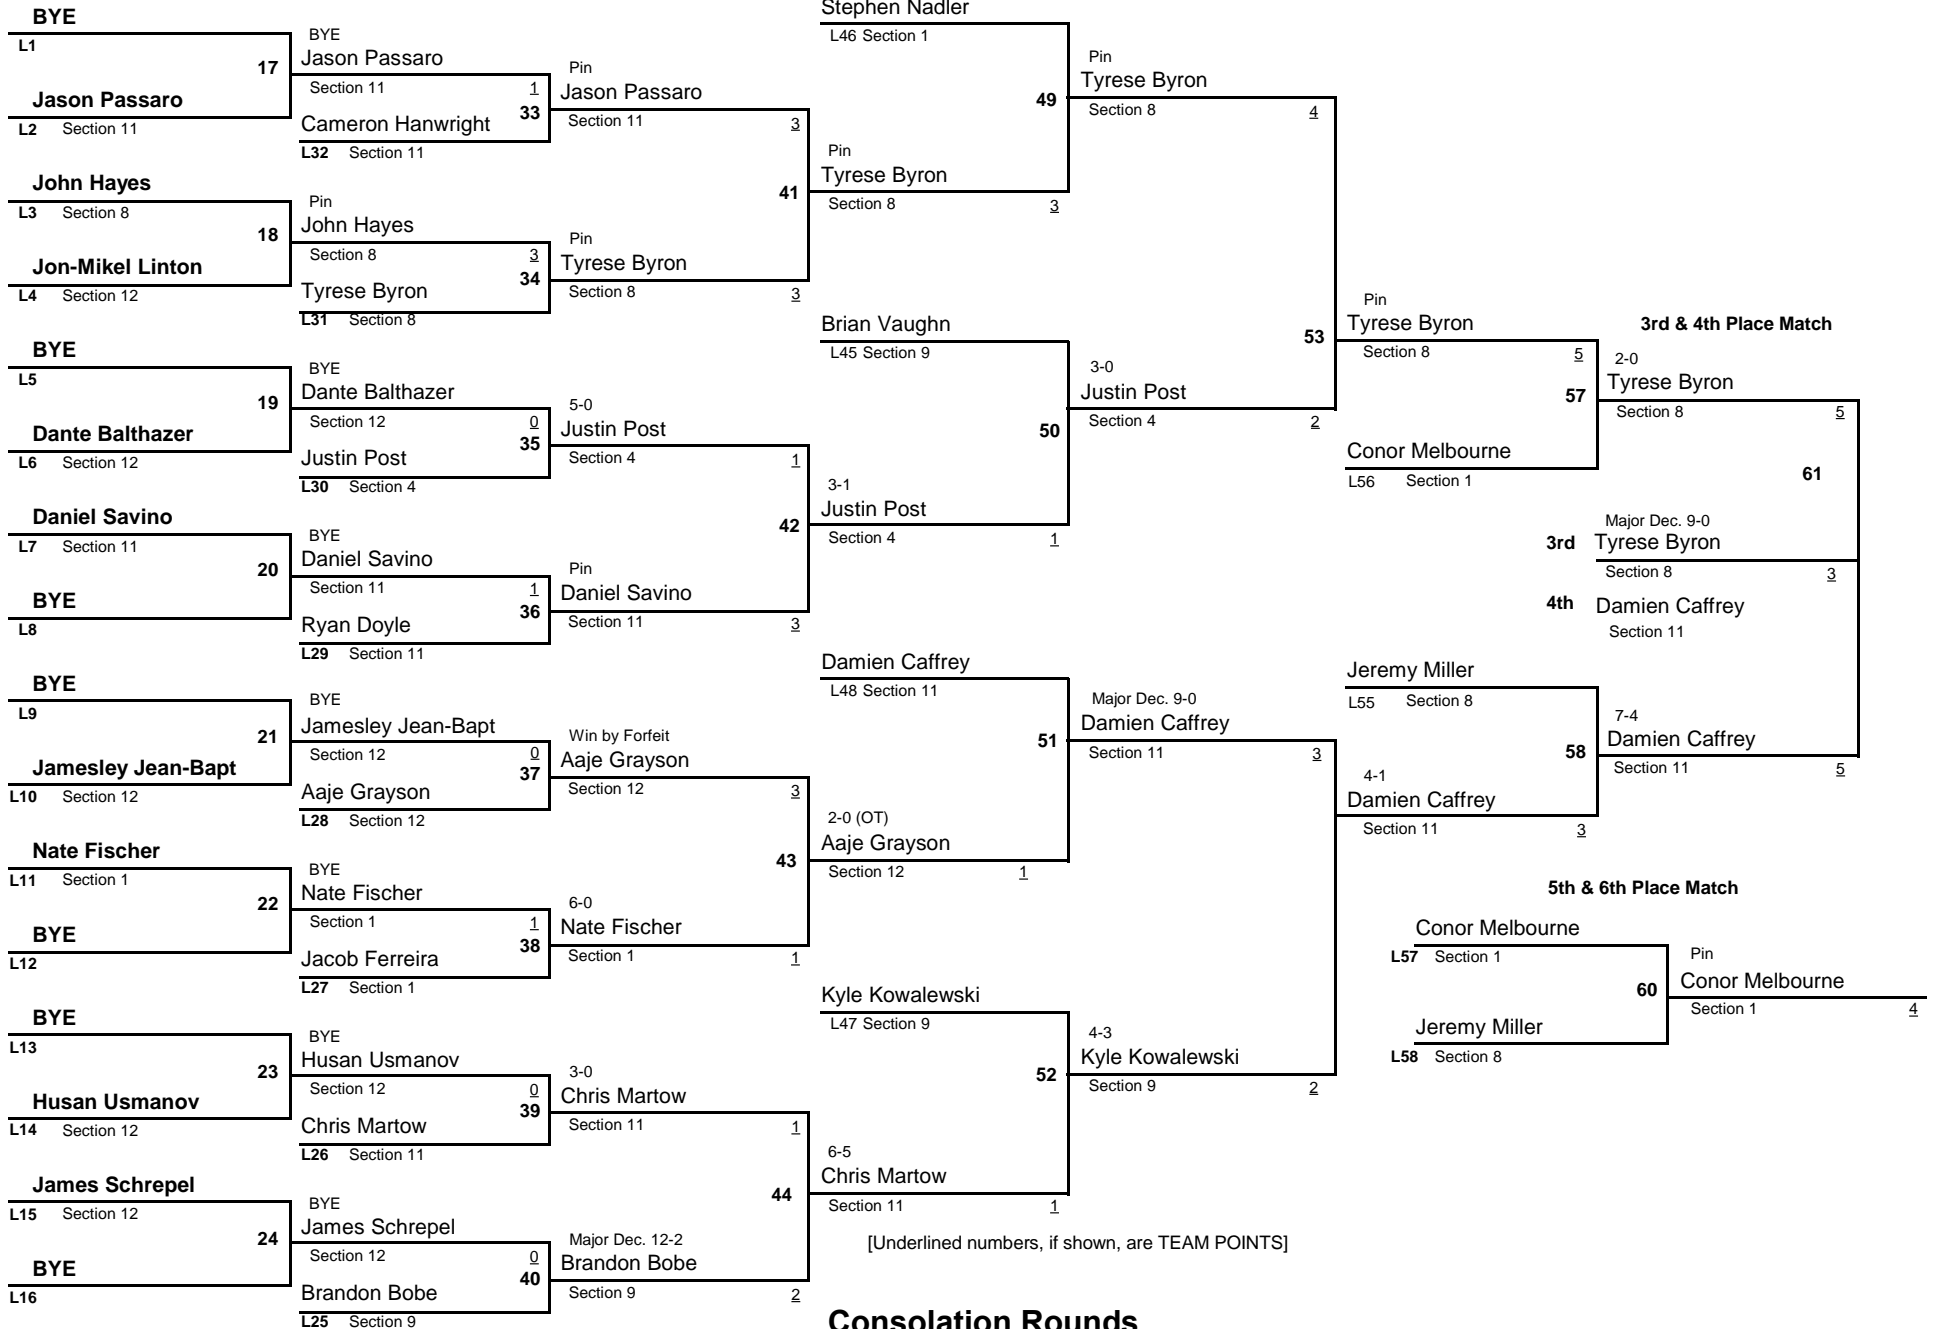 BYE
L1
17
Jason Passaro
L2 Section 11
John Hayes
L3 Section 8
18
Jon-Mikel Linton
L4 Section 12
BYE
L5
19
Dante Balthazer
L6 Section 12
Daniel Savino
L7 Section 11
20
BYE
L8
BYE
L9
21
Jamesley Jean-Bapt
L10 Section 12
Nate Fischer
L11 Section 1
22
BYE
L12
BYE
L13
23
Husan Usmanov
L14 Section 12
James Schrepel
L15 Section 12
24
BYE
L16
BYE
Jason Passaro
Section 11 1
33
Cameron Hanwright
L32 Section 11
Pin
John Hayes
Section 8 3
34
Tyrese Byron
L31 Section 8
BYE
Dante Balthazer
Section 12 0
35
Justin Post
L30 Section 4
BYE
Daniel Savino
Section 11 1
36
Ryan Doyle
L29 Section 11
BYE
Jamesley Jean-Bapt
Section 12 0
37
Aaje Grayson
L28 Section 12
BYE
Nate Fischer
Section 1 1
38
Jacob Ferreira
L27 Section 1
BYE
Husan Usmanov
Section 12 0
39
Chris Martow
L26 Section 11
BYE
James Schrepel
Section 12 0
40
Brandon Bobe
L25 Section 9
Pin
Jason Passaro
Section 11 3
41
Pin
Tyrese Byron
Section 8 3
5-0
Justin Post
Section 4 1
42
Pin
Daniel Savino
Section 11 3
Win by Forfeit
Aaje Grayson
Section 12 3
43
6-0
Nate Fischer
Section 1 1
3-0
Chris Martow
Section 11 1
44
Major Dec. 12-2
Brandon Bobe
Section 9 2
Stephen Nadler
L46 Section 1
49
Pin
Tyrese Byron
Section 8 3
Brian Vaughn
L45 Section 9
50
3-1
Justin Post
Section 4 1
Damien Caffrey
L48 Section 11
51
2-0 (OT)
Aaje Grayson
Section 12 1
Kyle Kowalewski
L47 Section 9
52
6-5
Chris Martow
Section 11 1
[Underlined numbers, if shown, are TEAM POINTS]
Consolation Rounds
Pin
Tyrese Byron
Section 8 4
53
3-0
Justin Post
Section 4 2
Major Dec. 9-0
Damien Caffrey
Section 11 3
4-3
Kyle Kowalewski
Section 9 2
Pin
Tyrese Byron
Section 8 5
57
Conor Melbourne
L56 Section 1
Jeremy Miller
L55 Section 8
58
4-1
Damien Caffrey
Section 11 3
3rd & 4th Place Match
2-0
Tyrese Byron
Section 8 5
61
Major Dec. 9-0
3rd Tyrese Byron
Section 8 3
4th Damien Caffrey
Section 11
7-4
Damien Caffrey
Section 11 5
5th & 6th Place Match
Conor Melbourne
L57 Section 1
60
Jeremy Miller
L58 Section 8
Pin
Conor Melbourne
Section 1 4